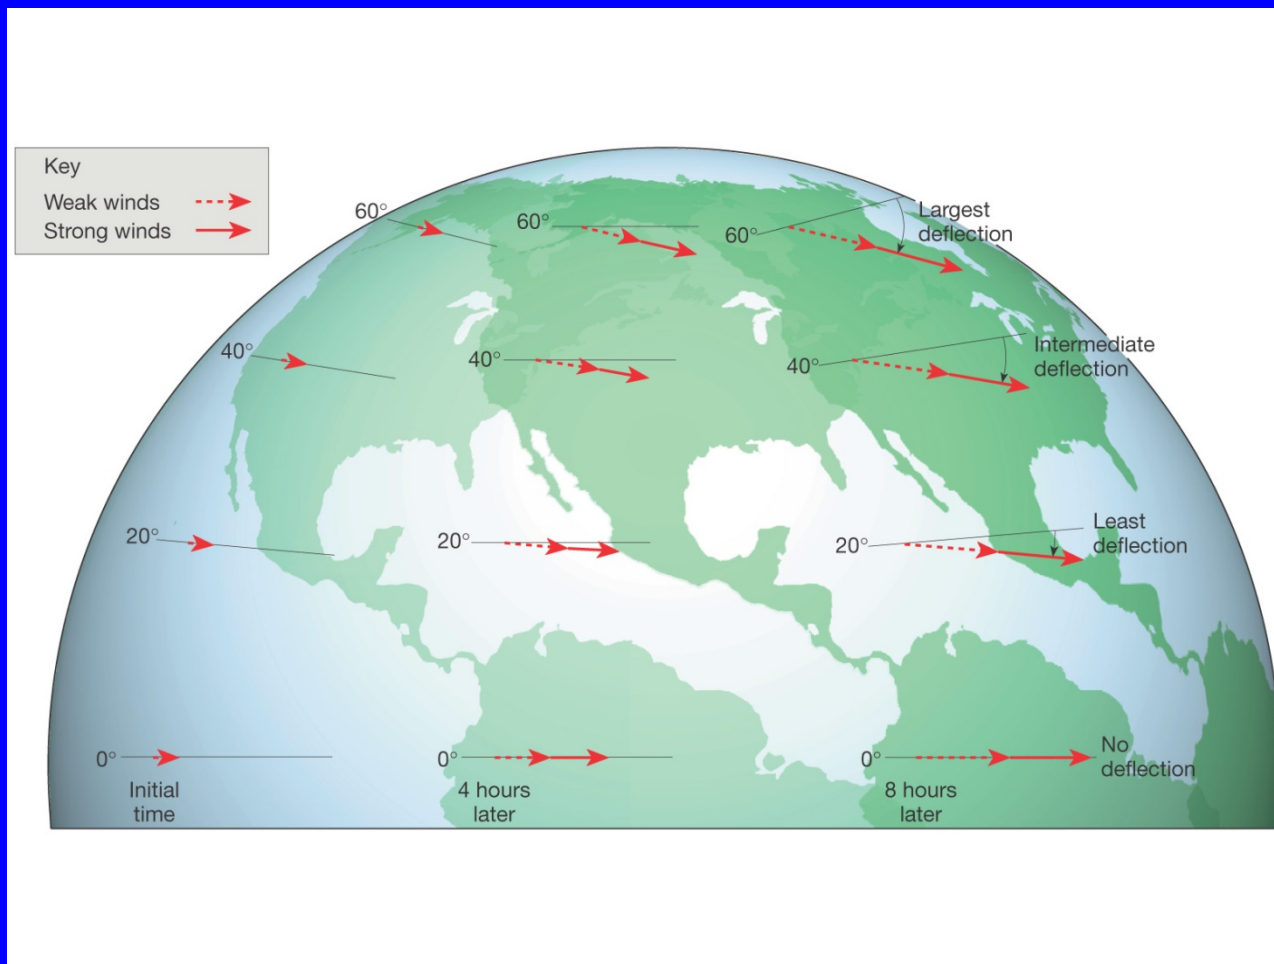 Key
Weak winds
Strong winds
60°
60°
60°
Largest
deflection
40°
40°
40°
Intermediate
deflection
20°
20°
20°
Least
deflection
0°
0°
0°
No
deflection
Initial
time
4 hours
later
8 hours
later